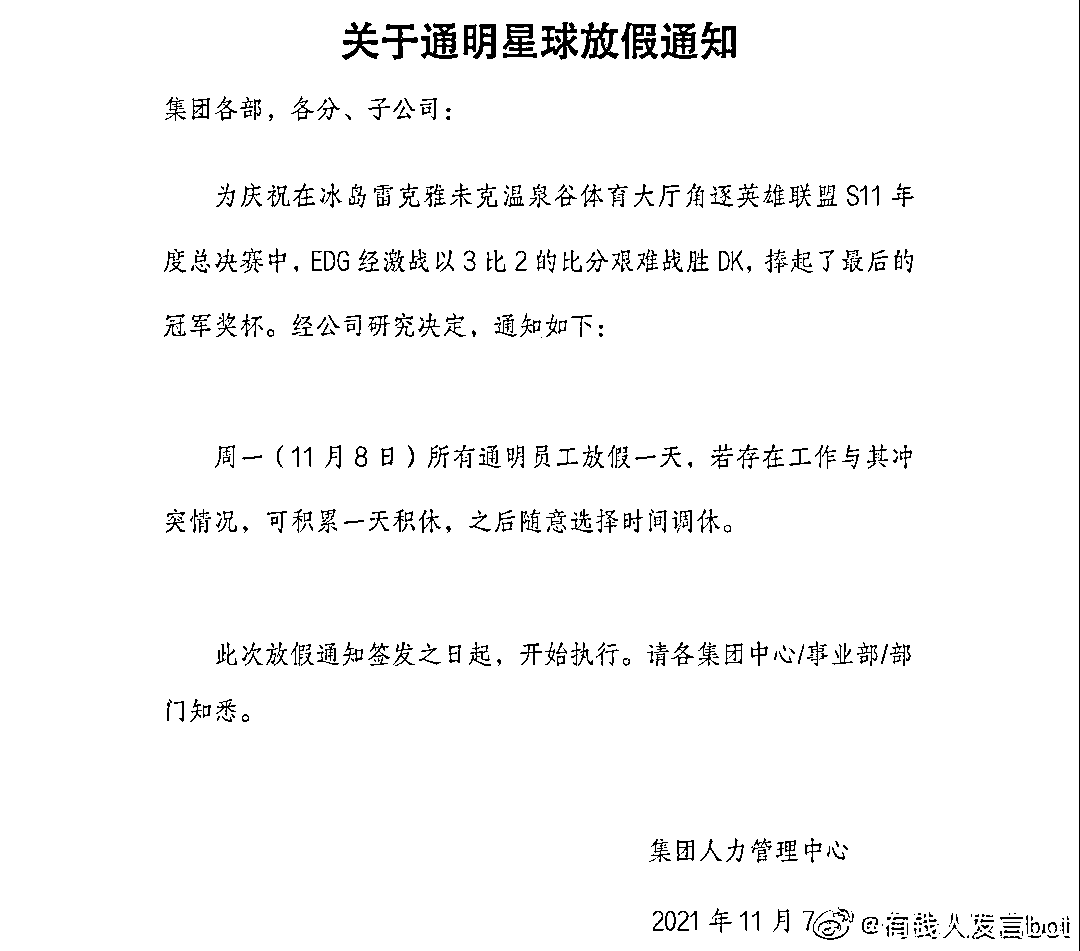 关于通明星球放假通知
集团各部，各分、子公司：
为庆祝在冰岛雷克雅未克温泉谷体育大厅角逐英雄联盟 S11 年
度总决赛中，EDG 经激战以 3 比 2 的比分艰难战胜 DK，捧起了最后的
冠军奖杯。经公司研究决定，通知如下：
周一（11 月 8 日）所有通明员工放假一天，若存在工作与其冲
突情况，可积累一天积休，之后随意选择时间调休。
此次放假通知签发之日起，开始执行。请各集团中心/事业部/部
门知悉。
集团人力管理中心
2021 年 11 月 7
@有钱人发言bot